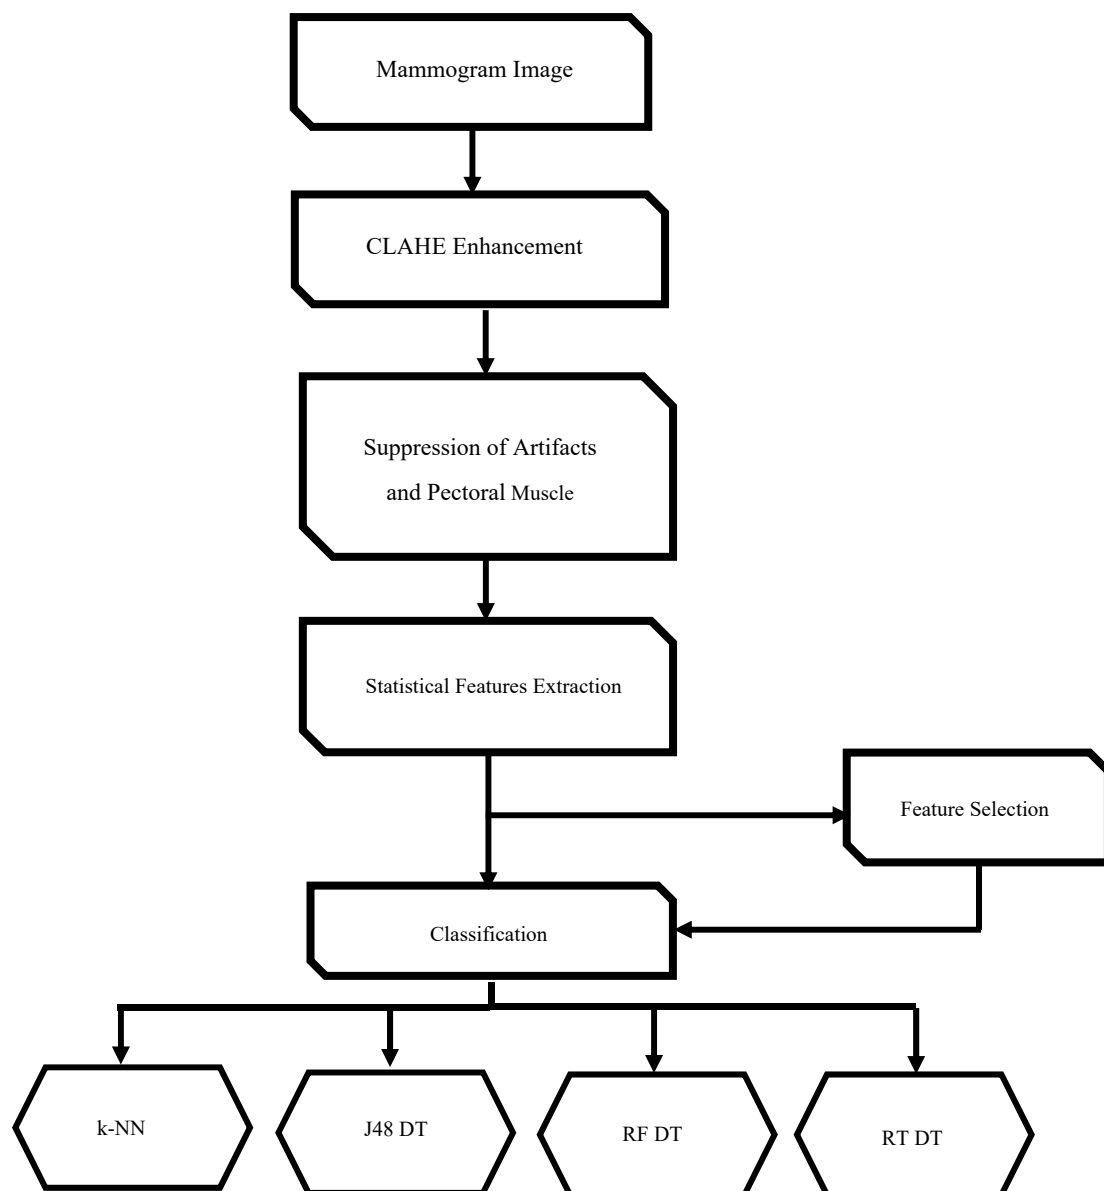 Mammogram Image
CLAHE Enhancement
Suppression of Artifacts
and Pectoral Muscle
Statistical Features Extraction
Feature Selection
Classification
k-NN
J48 DT
RF DT
RT DT